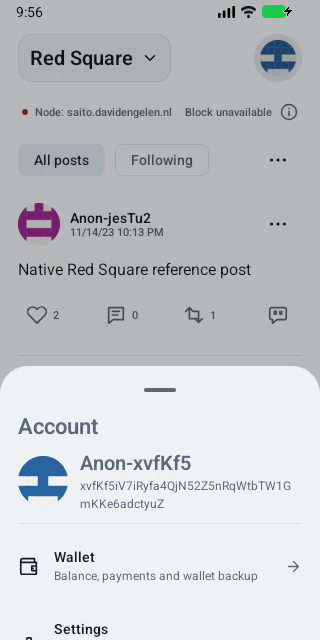 9:56
Red Square
Node: saito.davidengelen.nl Block unavailable
All posts Following
Anon-jesTu2
11/14/23 10:13 PM
Native Red Square reference post
2 0 1
Account
Anon-xvfKf5
xvfKf5iV7iRyfa4QjN52Z5nRqWtbTW1G
mKKe6adctyuZ
Wallet
Balance, payments and wallet backup
Settings